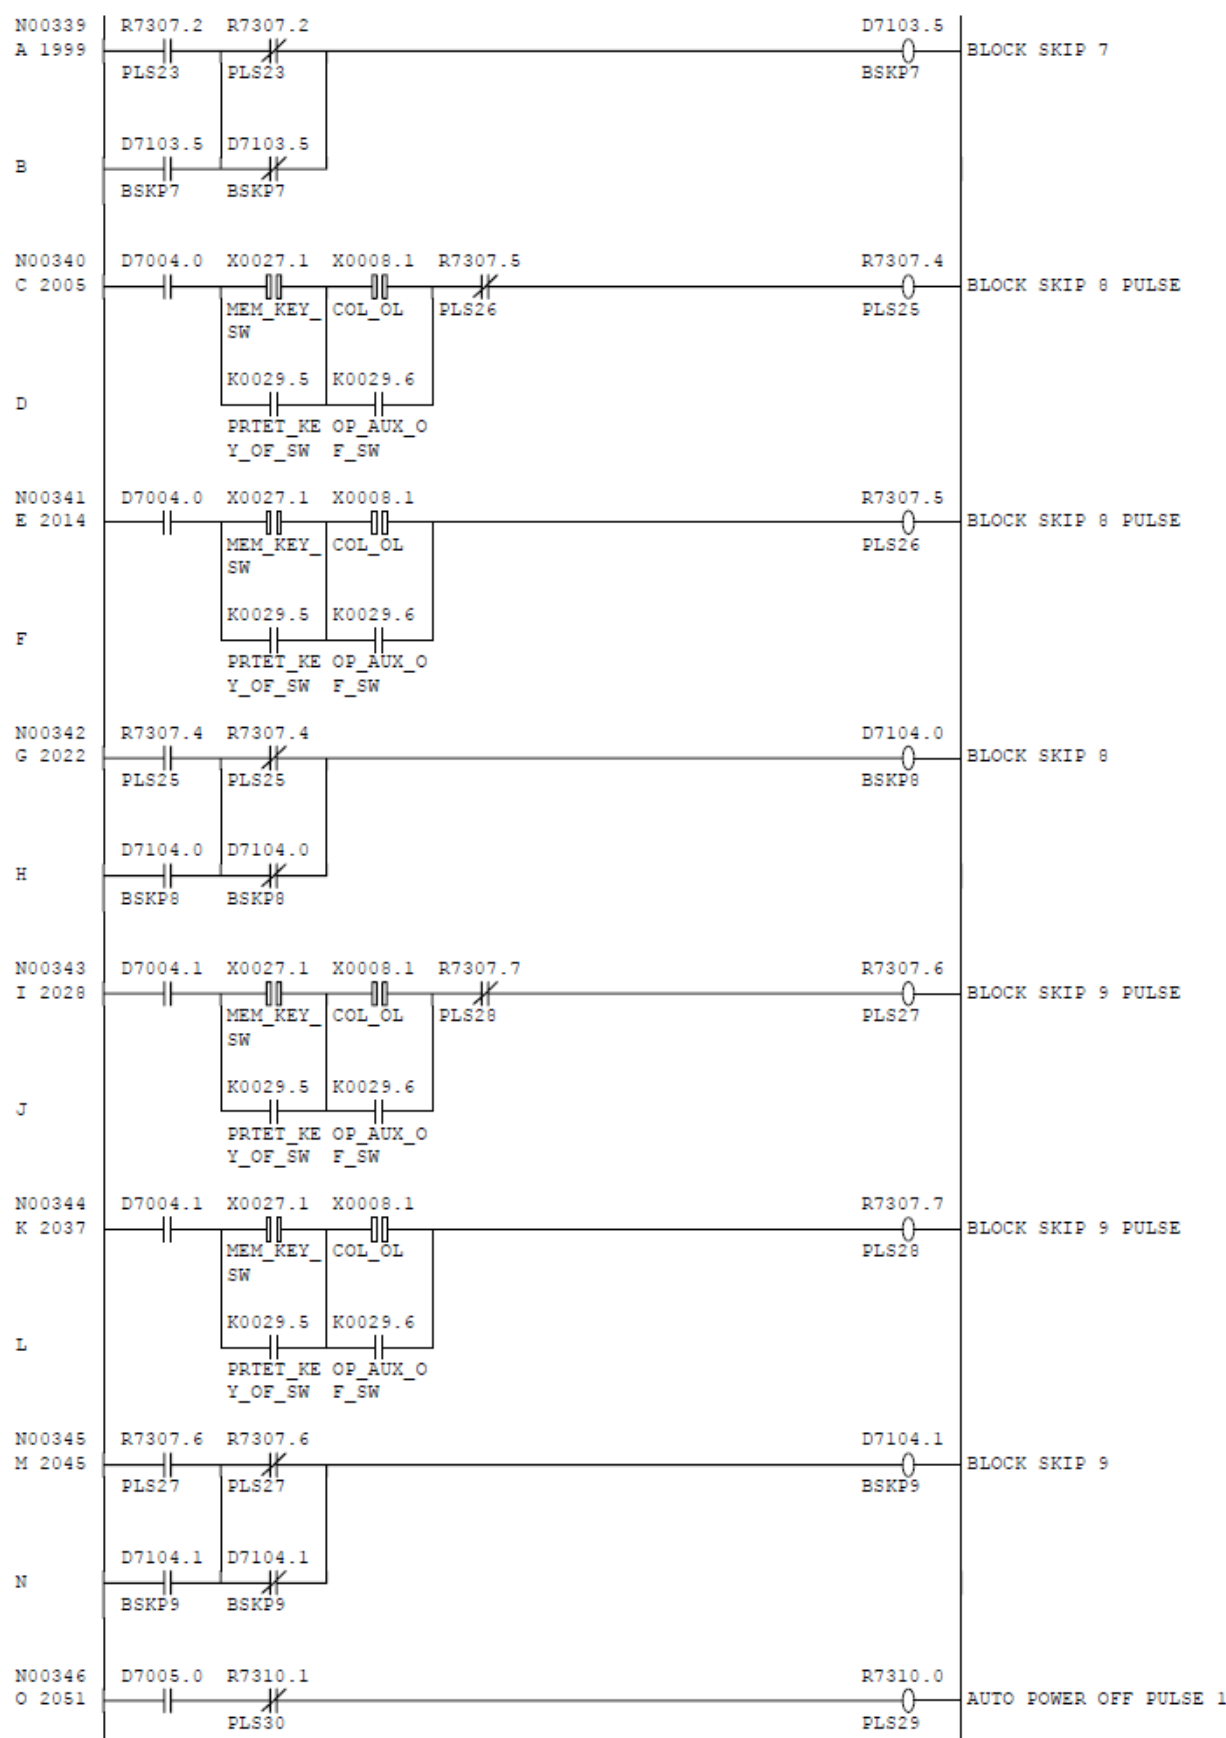 N00339 R7307.2 R7307.2 D7103.5
A 1999 BLOCK SKIP 7
PLS23 PLS23 BSKP7
D7103.5 D7103.5
B
BSKP7 BSKP7
N00340 D7004.0 X0027.1 X0008.1 R7307.5 R7307.4
C 2005 BLOCK SKIP 8 PULSE
MEM_KEY_ COL_OL PLS26 PLS25
SW
K0029.5 K0029.6
D
PRTET_KE OP_AUX_O
Y_OF_SW F_SW
N00341 D7004.0 X0027.1 X0008.1 R7307.5
E 2014 BLOCK SKIP 8 PULSE
MEM_KEY_ COL_OL PLS26
SW
K0029.5 K0029.6
F
PRTET_KE OP_AUX_O
Y_OF_SW F_SW
N00342 R7307.4 R7307.4 D7104.0
G 2022 BLOCK SKIP 8
PLS25 PLS25 BSKP8
D7104.0 D7104.0
H
BSKP8 BSKP8
N00343 D7004.1 X0027.1 X0008.1 R7307.7 R7307.6
I 2028 BLOCK SKIP 9 PULSE
MEM_KEY_ COL_OL PLS28 PLS27
SW
K0029.5 K0029.6
J
PRTET_KE OP_AUX_O
Y_OF_SW F_SW
N00344 D7004.1 X0027.1 X0008.1 R7307.7
K 2037 BLOCK SKIP 9 PULSE
MEM_KEY_ COL_OL PLS28
SW
K0029.5 K0029.6
L
PRTET_KE OP_AUX_O
Y_OF_SW F_SW
N00345 R7307.6 R7307.6 D7104.1
M 2045 BLOCK SKIP 9
PLS27 PLS27 BSKP9
D7104.1 D7104.1
N
BSKP9 BSKP9
N00346 D7005.0 R7310.1 R7310.0
O 2051 AUTO POWER OFF PULSE 1
PLS30 PLS29